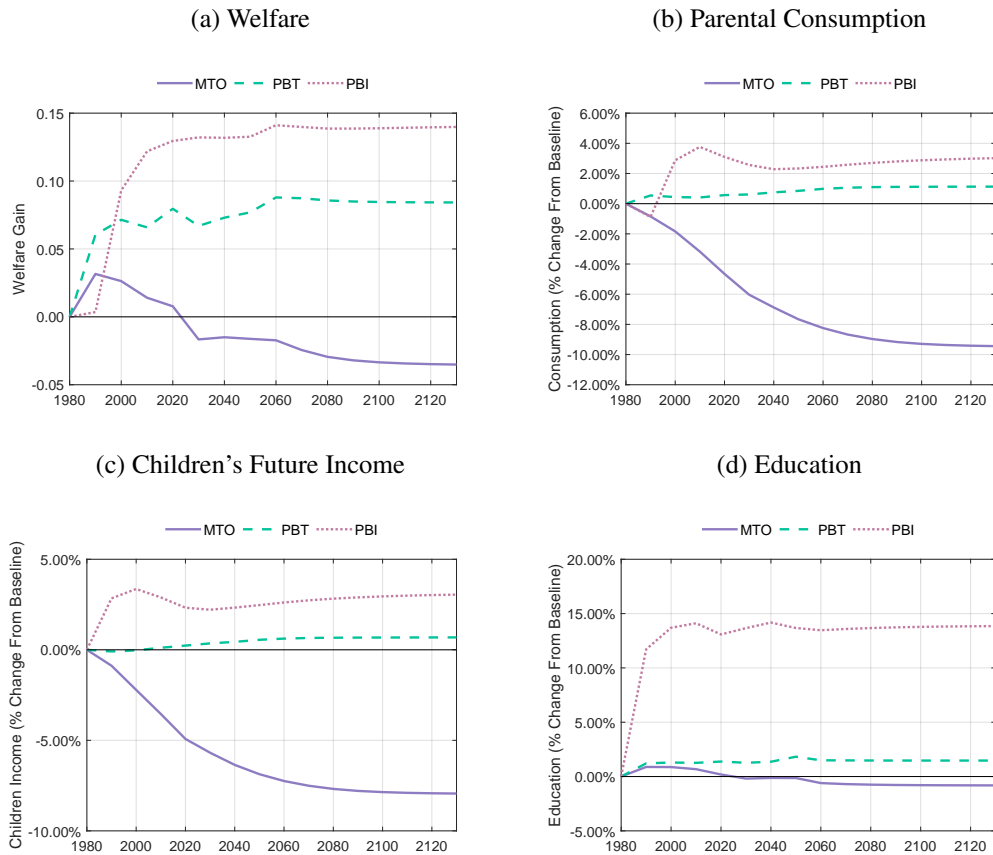 (a) Welfare
MTO PBT PBI
Welfare Gain
0.15
0.10
0.05
0.00
-0.05
1980 2000 2020 2040 2060 2080 2100 2120
(b) Parental Consumption
MTO PBT PBI
Consumption (% Change From Baseline)
6.00%
4.00%
2.00%
0.00%
-2.00%
-4.00%
-6.00%
-8.00%
-10.00%
-12.00%
1980 2000 2020 2040 2060 2080 2100 2120
(c) Children's Future Income
MTO PBT PBI
Children Income (% Change From Baseline)
5.00%
0.00%
-5.00%
-10.00%
1980 2000 2020 2040 2060 2080 2100 2120
(d) Education
MTO PBT PBI
Education (% Change From Baseline)
20.00%
15.00%
10.00%
5.00%
0.00%
-5.00%
1980 2000 2020 2040 2060 2080 2100 2120